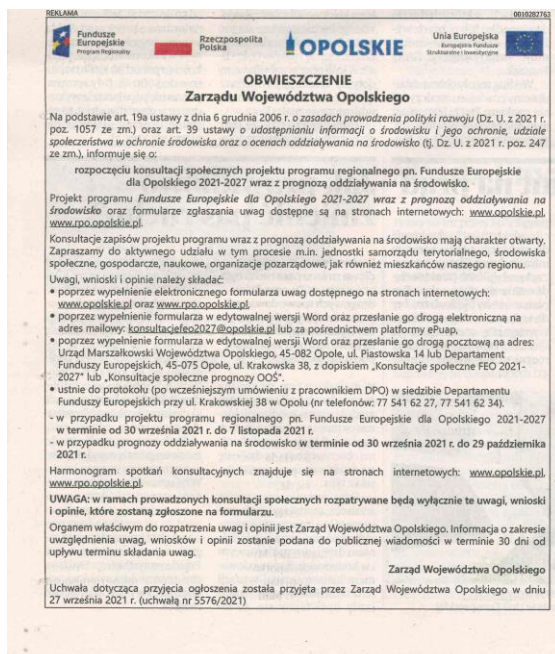 REKLAMA 0010282763
Fundusze
Europejskie
Program Regionalny
Rzeczpospolita
Polska
OPOLSKIE
Unia Europejska
Europejskie Fundusze
Strukturalne i Inwestycyjne
OBWIESZCZENIE
Zarządu Województwa Opolskiego
Na podstawie art. 19a ustawy z dnia 6 grudnia 2006 r. o zasadach prowadzenia polityki rozwoju (Dz. U. z 2021 r.
poz. 1057 ze zm.) oraz art. 39 ustawy o udostępnianiu informacji o środowisku i jego ochronie, udziale
społeczeństwa w ochronie środowiska oraz o ocenach oddziaływania na środowisko (tj. Dz. U. z 2021 r. poz. 247
ze zm.), informuje się o:
rozpoczęciu konsultacji społecznych projektu programu regionalnego pn. Fundusze Europejskie
dla Opolskiego 2021-2027 wraz z prognozą oddziaływania na środowisko.
Projekt programu Fundusze Europejskie dla Opolskiego 2021-2027 wraz z prognozą oddziaływania na
środowisko oraz formularze zgłaszania uwag dostępne są na stronach internetowych: www.opolskie.pl,
www.rpo.opolskie.pl.
Konsultacje zapisów projektu programu wraz z prognozą oddziaływania na środowisko mają charakter otwarty.
Zapraszamy do aktywnego udziału w tym procesie m.in. jednostki samorządu terytorialnego, środowiska
społeczne, gospodarcze, naukowe, organizacje pozarządowe, jak również mieszkańców naszego regionu.
Uwagi, wnioski i opinie należy składać:
• poprzez wypełnienie elektronicznego formularza uwag dostępnego na stronach internetowych:
www.opolskie.pl oraz www.rpo.opolskie.pl,
• poprzez wypełnienie formularza w edytowalnej wersji Word oraz przesłanie go drogą elektroniczną na
adres mailowy: konsultacjefeo2027@opolskie.pl lub za pośrednictwem platformy ePuap,
• poprzez wypełnienie formularza w edytowalnej wersji Word oraz przesłanie go drogą pocztową na adres:
Urząd Marszałkowski Województwa Opolskiego, 45-082 Opole, ul. Piastowska 14 lub Departament
Funduszy Europejskich, 45-075 Opole, ul. Krakowska 38, z dopiskiem „Konsultacje społeczne FEO 2021-
2027" lub „Konsultacje społeczne prognozy OOŚ".
• ustnie do protokołu (po wcześniejszym umówieniu z pracownikiem DPO) w siedzibie Departamentu
Funduszy Europejskich przy ul. Krakowskiej 38 w Opolu (nr telefonów: 77 541 62 27, 77 541 62 34).
- w przypadku projektu programu regionalnego pn. Fundusze Europejskie dla Opolskiego 2021-2027
w terminie od 30 września 2021 r. do 7 listopada 2021 r.
- w przypadku prognozy oddziaływania na środowisko w terminie od 30 września 2021 r. do 29 października
2021 r.
Harmonogram spotkań konsultacyjnych znajduje się na stronach internetowych: www.opolskie.pl,
www.rpo.opolskie.pl.
UWAGA: w ramach prowadzonych konsultacji społecznych rozpatrywane będą wyłącznie te uwagi, wnioski
i opinie, które zostaną zgłoszone na formularzu.
Organem właściwym do rozpatrzenia uwag i opinii jest Zarząd Województwa Opolskiego. Informacja o zakresie
uwzględnienia uwag, wniosków i opinii zostanie podana do publicznej wiadomości w terminie 30 dni od
upływu terminu składania uwag.
Zarząd Województwa Opolskiego
Uchwała dotycząca przyjęcia ogłoszenia została przyjęta przez Zarząd Województwa Opolskiego w dniu
27 września 2021 r. (uchwałą nr 5576/2021)